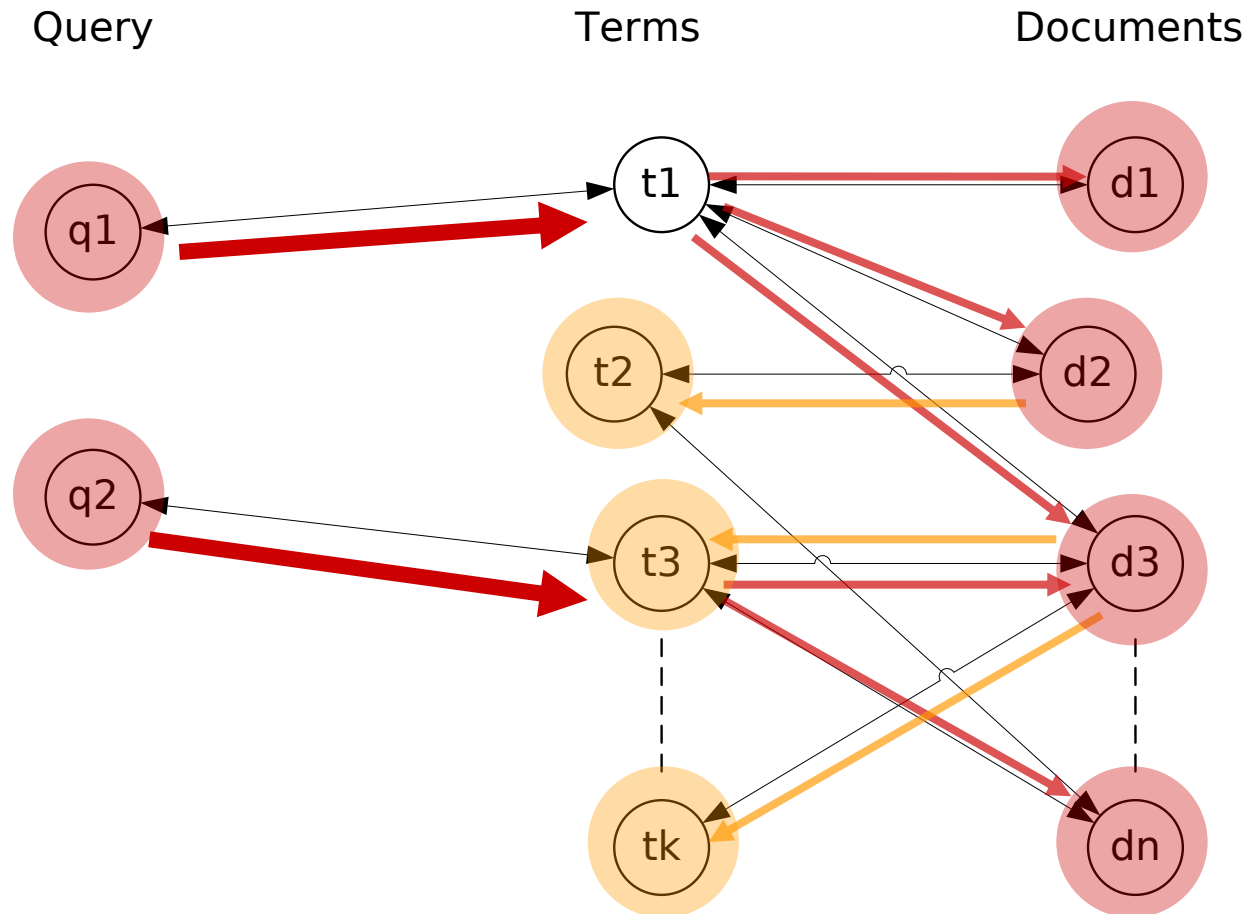 Query Terms Documents
t1 d1
q1
t2 d2
q2
t3 d3
tk dn